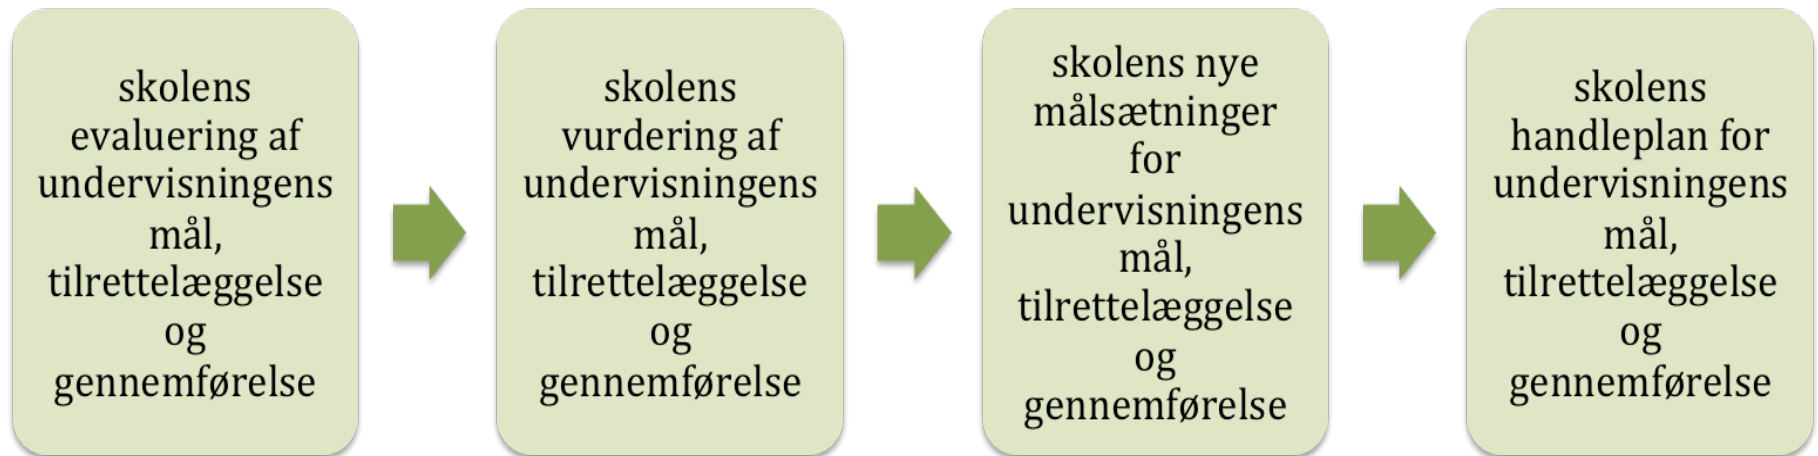 skolens
evaluering af
undervisningens
mål,
tilrettelæggelse
og
gennemførelse
skolens
vurdering af
undervisningens
mål,
tilrettelæggelse
og
gennemførelse
skolens nye
målsætninger
for
undervisningens
mål,
tilrettelæggelse
og
gennemførelse
skolens
handleplan for
undervisningens
mål,
tilrettelæggelse
og
gennemførelse